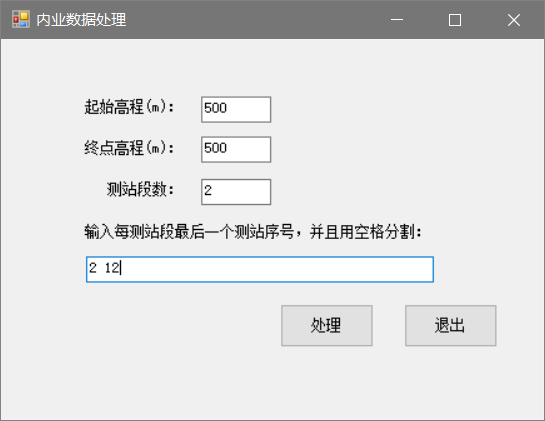 内业数据处理
起始高程(m)： 500
终点高程(m)： 500
测站段数： 2
输入每测站段最后一个测站序号，并且用空格分割：
2 12
处理 退出